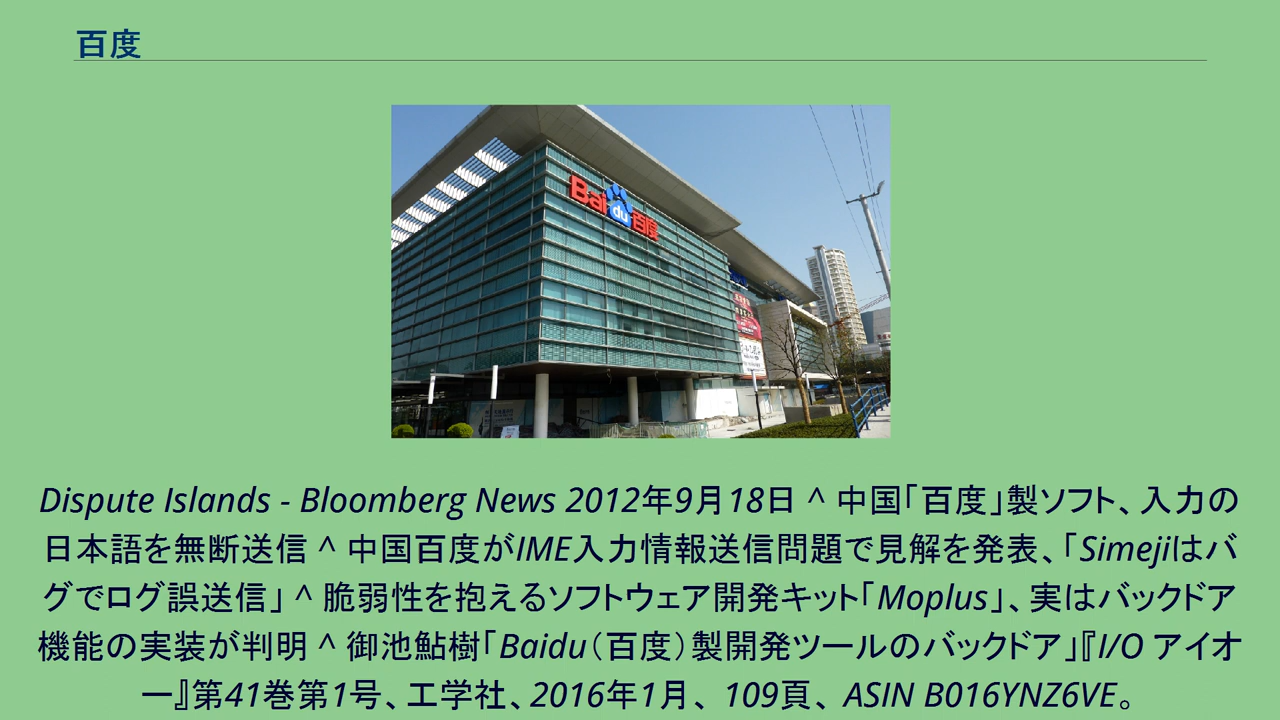 百度
Baidu百度
Dispute Islands - Bloomberg News 2012年9月18日 ^ 中国「百度」製ソフト、入力の
日本語を無断送信 ^ 中国百度がIME入力情報送信問題で見解を発表、「Simejiはバ
グでログ誤送信」 ^ 脆弱性を抱えるソフトウェア開発キット「Moplus」、実はバックドア
機能の実装が判明 ^ 御池鮎樹「Baidu（百度）製開発ツールのバックドア」『I/O アイオ
ー』第41巻第1号、工学社、2016年1月、 109頁、 ASIN B016YNZ6VE。